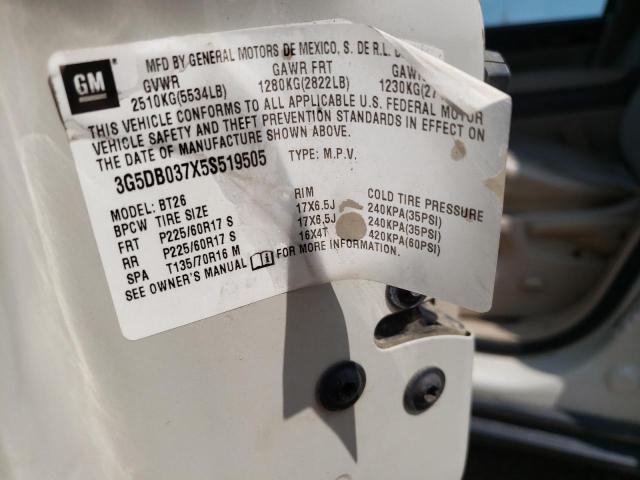 GM
MFD BY GENERAL MOTORS DE MEXICO, S. DE R.L.
GVWR GAWR FRT
2510KG(5534LB) 1280KG(2822LB) 1230KG(27
THIS VEHICLE CONFORMS TO ALL APPLICABLE U.S. FEDERAL MOTOR
VEHICLE SAFETY AND THEFT PREVENTION STANDARDS IN EFFECT ON
THE DATE OF MANUFACTURE SHOWN ABOVE.
3G5DB037X5S519505 TYPE: M.P.V.
MODEL: BT26
BPCW TIRE SIZE RIM COLD TIRE PRESSURE
FRT P225/60R17 S 17X6.5J 240KPA(35PSI)
RR P225/60R17 S 17X6.5J 240KPA(35PSI)
SPA T135/70R16 M 16X4T 420KPA(60PSI)
SEE OWNER'S MANUAL FOR MORE INFORMATION.